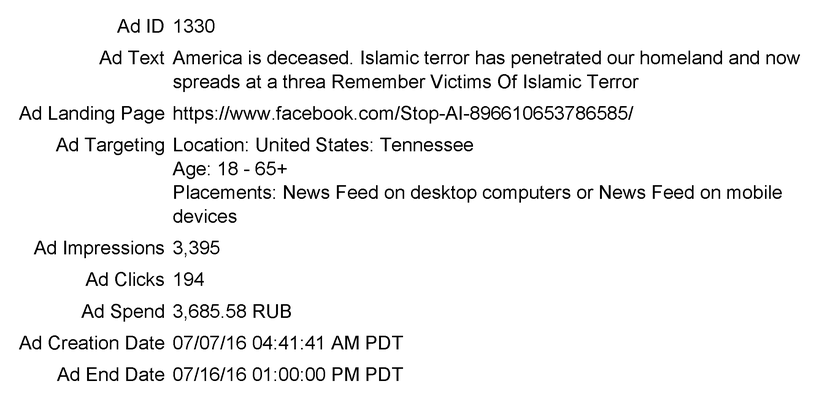 Ad ID 1330
Ad Text America is deceased. Islamic terror has penetrated our homeland and now
spreads at a threa Remember Victims Of Islamic Terror
Ad Landing Page https://www.facebook.com/Stop-AI-896610653786585/
Ad Targeting Location: United States: Tennessee
Age: 18 - 65+
Placements: News Feed on desktop computers or News Feed on mobile
devices
Ad Impressions 3,395
Ad Clicks 194
Ad Spend 3,685.58 RUB
Ad Creation Date 07/07/16 04:41:41 AM PDT
Ad End Date 07/16/16 01:00:00 PM PDT